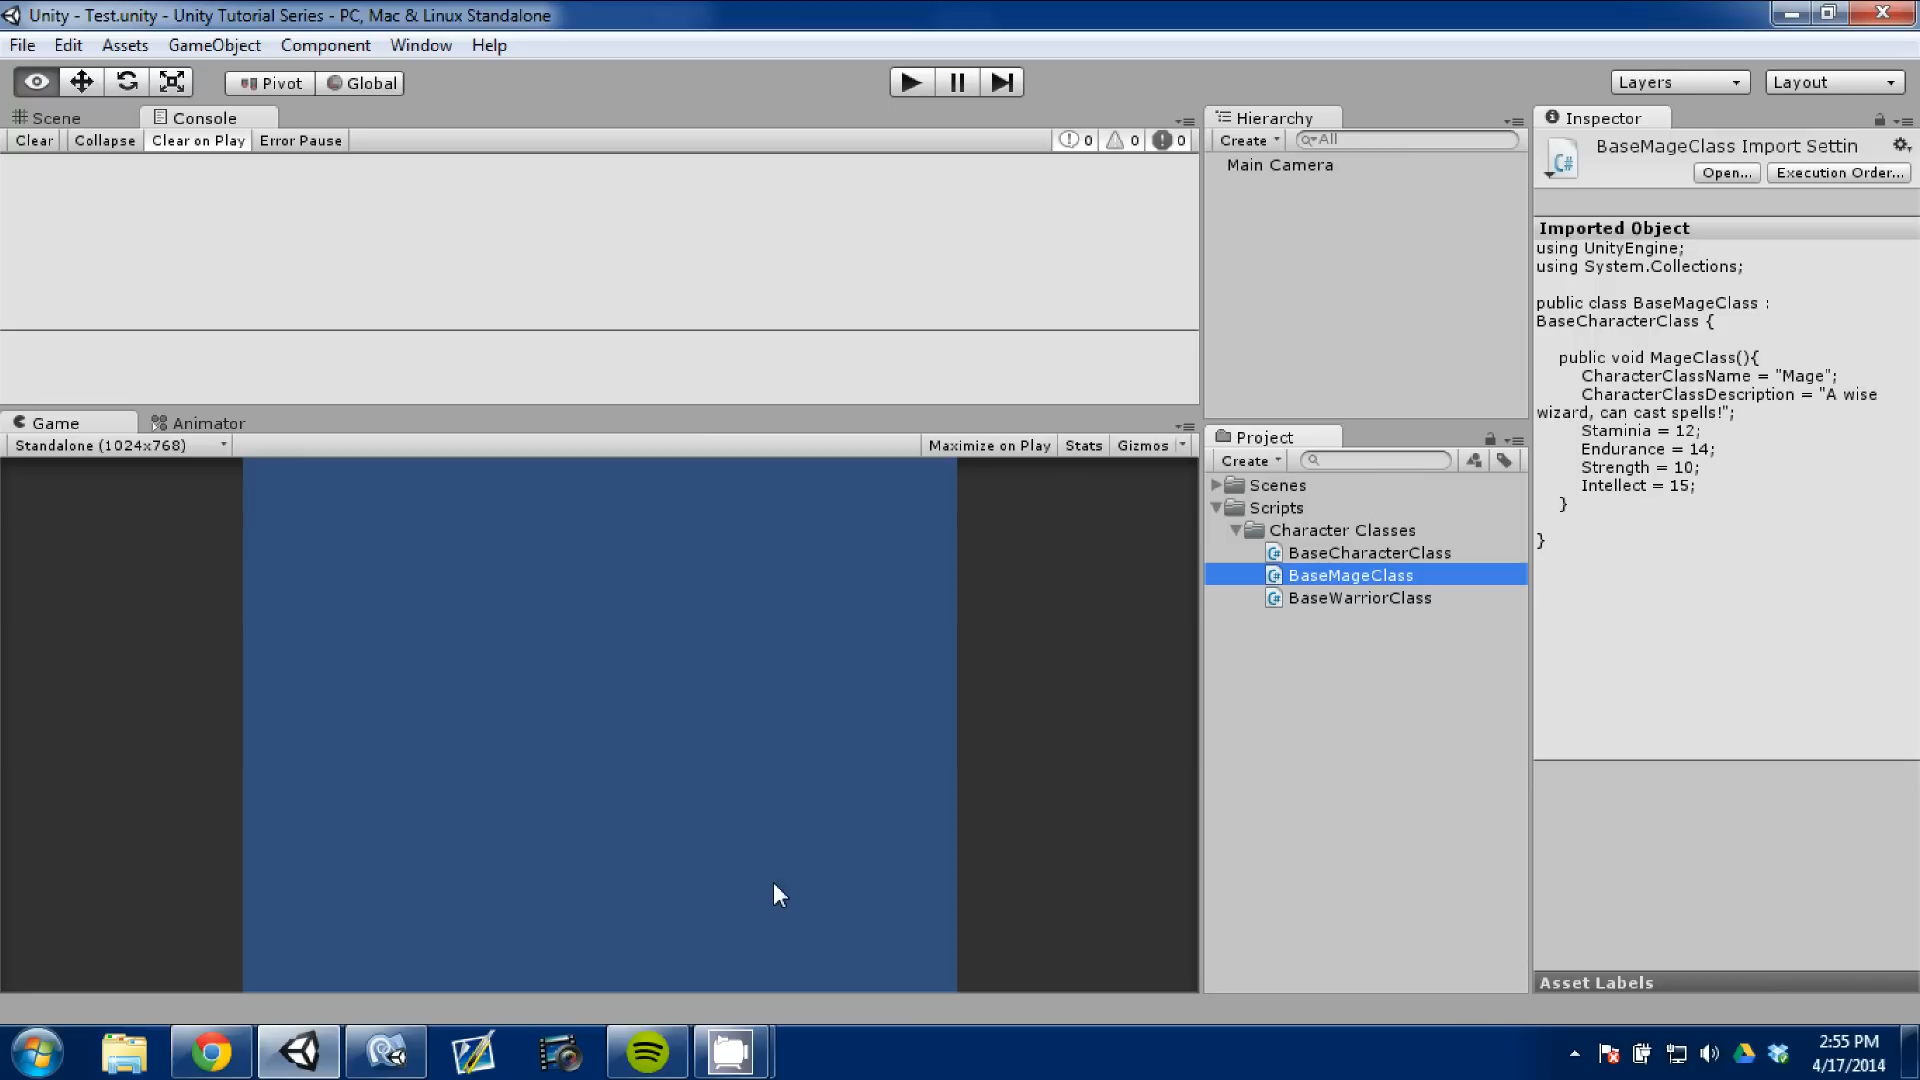 Unity - Test.unity - Unity Tutorial Series - PC, Mac & Linux Standalone
File Edit Assets GameObject Component Window Help
Pivot Global
Layers Layout
Scene Console
Clear Collapse Clear on Play Error Pause 0 0 0
Hierarchy
Create All
Main Camera
Inspector
BaseMageClass Import Settin
Open... Execution Order...
Imported Object
using UnityEngine;
using System.Collections;
public class BaseMageClass :
BaseCharacterClass {
public void MageClass(){
CharacterClassName = "Mage";
CharacterClassDescription = "A wise
wizard, can cast spells!";
Staminia = 12;
Endurance = 14;
Strength = 10;
Intellect = 15;
}
}
Game Animator
Standalone (1024x768) Maximize on Play Stats Gizmos
Project
Create
Scenes
Scripts
Character Classes
BaseCharacterClass
BaseMageClass
BaseWarriorClass
Asset Labels
2:55 PM
4/17/2014